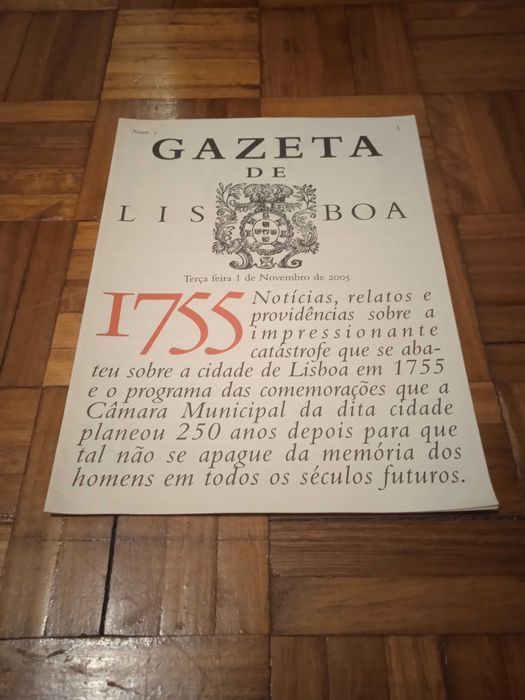 Num. 1 1
GAZETA
DE
LISBOA
Terça feira 1 de Novembro de 2005
1755 Notícias, relatos e
providências sobre a
impressionante
catástrofe que se aba-
teu sobre a cidade de Lisboa em 1755
e o programa das comemorações que a
Câmara Municipal da dita cidade
planeou 250 anos depois para que
tal não se apague da memória dos
homens em todos os séculos futuros.